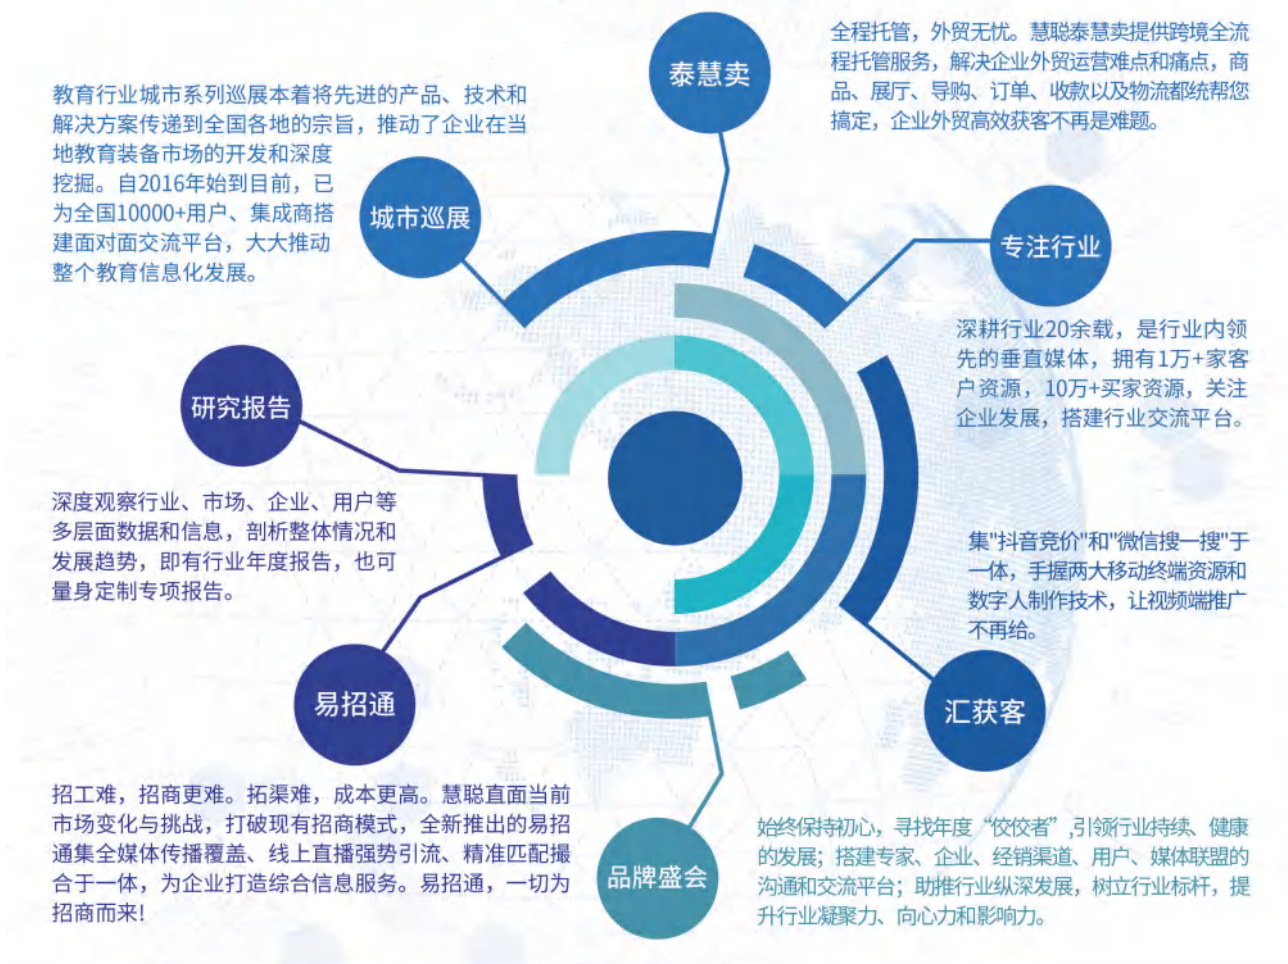 泰慧卖
全程托管，外贸无忧。慧聪泰慧卖提供跨境全流
程托管服务，解决企业外贸运营难点和痛点，商
品、展厅、导购、订单、收款以及物流都统帮您
搞定，企业外贸高效获客不再是难题。
教育行业城市系列巡展本着将先进的产品、技术和
解决方案传递到全国各地的宗旨，推动了企业在当
地教育装备市场的开发和深度
挖掘。自2016年始到目前，已
为全国10000+用户、集成商搭
建面对面交流平台，大大推动
整个教育信息化发展。
城市巡展
专注行业
深耕行业20余载，是行业内领
先的垂直媒体，拥有1万+家客
户资源，10万+买家资源，关注
企业发展，搭建行业交流平台。
研究报告
深度观察行业、市场、企业、用户等
多层面数据和信息，剖析整体情况和
发展趋势，即有行业年度报告，也可
量身定制专项报告。
集"抖音竞价"和"微信搜一搜"于
一体，手握两大移动终端资源和
数字人制作技术，让视频端推广
不再给。
汇获客
易招通
招工难，招商更难。拓渠难，成本更高。慧聪直面当前
市场变化与挑战，打破现有招商模式，全新推出的易招
通集全媒体传播覆盖、线上直播强势引流、精准匹配撮
合于一体，为企业打造综合信息服务。易招通，一切为
招商而来!
品牌盛会
始终保持初心，寻找年度“佼佼者”,引领行业持续、健康
的发展；搭建专家、企业、经销渠道、用户、媒体联盟的
沟通和交流平台；助推行业纵深发展，树立行业标杆，提
升行业凝聚力、向心力和影响力。